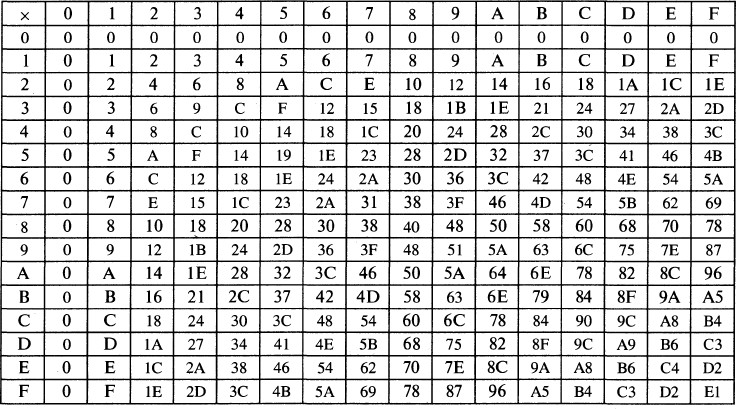 × 0 1 2 3 4 5 6 7 8 9 A B C D E F
0 0 0 0 0 0 0 0 0 0 0 0 0 0 0 0 0
1 0 1 2 3 4 5 6 7 8 9 A B C D E F
2 0 2 4 6 8 A C E 10 12 14 16 18 1A 1C 1E
3 0 3 6 9 C F 12 15 18 1B 1E 21 24 27 2A 2D
4 0 4 8 C 10 14 18 1C 20 24 28 2C 30 34 38 3C
5 0 5 A F 14 19 1E 23 28 2D 32 37 3C 41 46 4B
6 0 6 C 12 18 1E 24 2A 30 36 3C 42 48 4E 54 5A
7 0 7 E 15 1C 23 2A 31 38 3F 46 4D 54 5B 62 69
8 0 8 10 18 20 28 30 38 40 48 50 58 60 68 70 78
9 0 9 12 1B 24 2D 36 3F 48 51 5A 63 6C 75 7E 87
A 0 A 14 1E 28 32 3C 46 50 5A 64 6E 78 82 8C 96
B 0 B 16 21 2C 37 42 4D 58 63 6E 79 84 8F 9A A5
C 0 C 18 24 30 3C 48 54 60 6C 78 84 90 9C A8 B4
D 0 D 1A 27 34 41 4E 5B 68 75 82 8F 9C A9 B6 C3
E 0 E 1C 2A 38 46 54 62 70 7E 8C 9A A8 B6 C4 D2
F 0 F 1E 2D 3C 4B 5A 69 78 87 96 A5 B4 C3 D2 E1